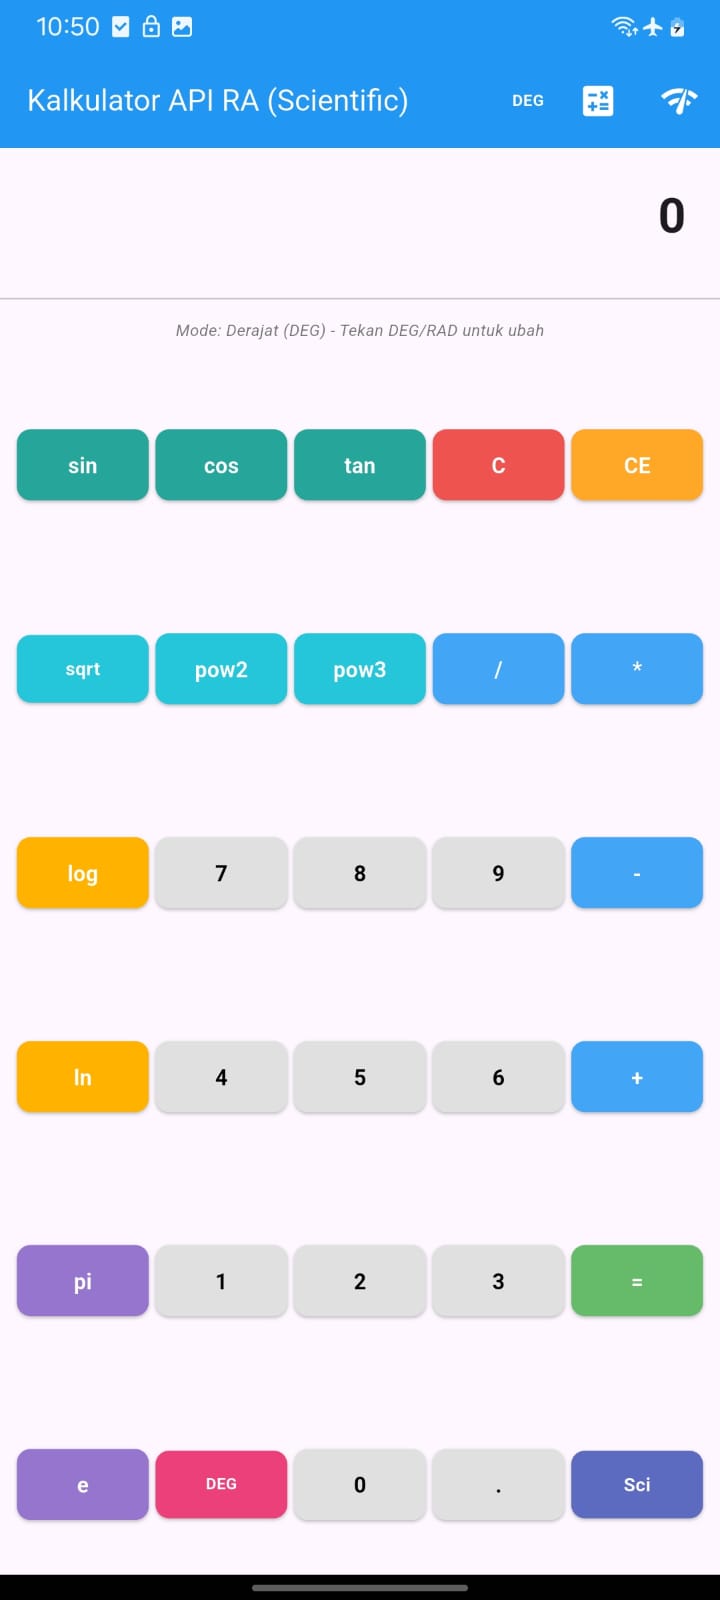 10:50
Kalkulator API RA (Scientific) DEG
0
Mode: Derajat (DEG) - Tekan DEG/RAD untuk ubah
sin cos tan C CE
sqrt pow2 pow3 / *
log 7 8 9 -
ln 4 5 6 +
pi 1 2 3 =
e DEG 0 . Sci